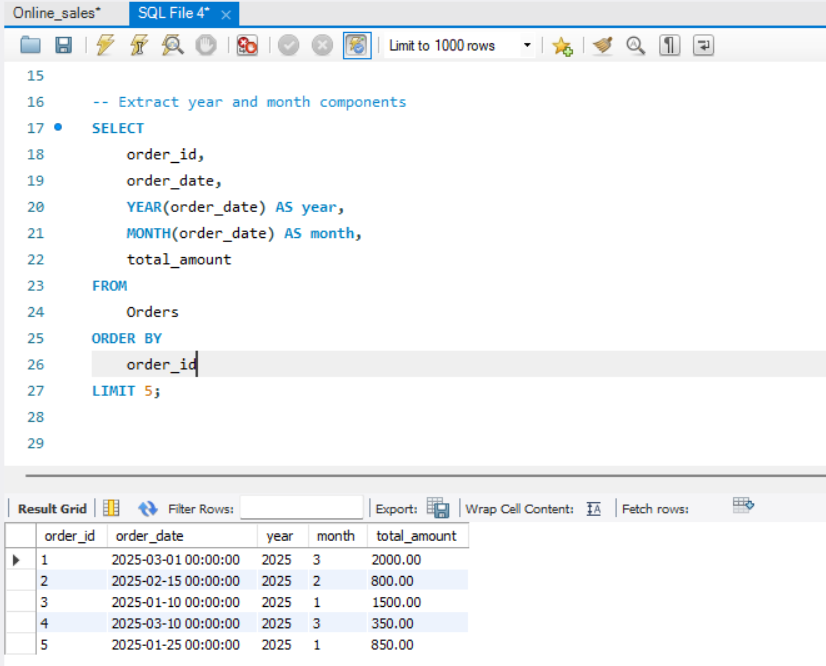 Online_sales* SQL File 4*
Limit to 1000 rows
15
16 -- Extract year and month components
17 SELECT
18 order_id,
19 order_date,
20 YEAR(order_date) AS year,
21 MONTH(order_date) AS month,
22 total_amount
23 FROM
24 Orders
25 ORDER BY
26 order_id
27 LIMIT 5;
28
29
Result Grid Filter Rows: Export: Wrap Cell Content: Fetch rows:
order_id order_date year month total_amount
1 2025-03-01 00:00:00 2025 3 2000.00
2 2025-02-15 00:00:00 2025 2 800.00
3 2025-01-10 00:00:00 2025 1 1500.00
4 2025-03-10 00:00:00 2025 3 350.00
5 2025-01-25 00:00:00 2025 1 850.00